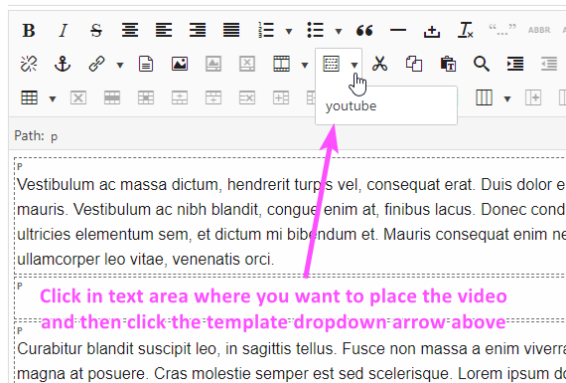 B I S
“...” ABBR
youtube
Path: p
P
Vestibulum ac massa dictum, hendrerit turpis vel, consequat erat. Duis dolor e
mauris. Vestibulum ac nibh blandit, congue enim at, finibus lacus. Donec cond
ultricies elementum sem, et dictum mi bibendum et. Mauris consequat enim ne
ullamcorper leo vitae, venenatis orci.
P
Click in text area where you want to place the video
and then click the template dropdown arrow above
P
Curabitur blandit suscipit leo, in sagittis tellus. Fusce non massa a enim viverra
magna at posuere. Cras molestie semper est sed scelerisque. Lorem ipsum do